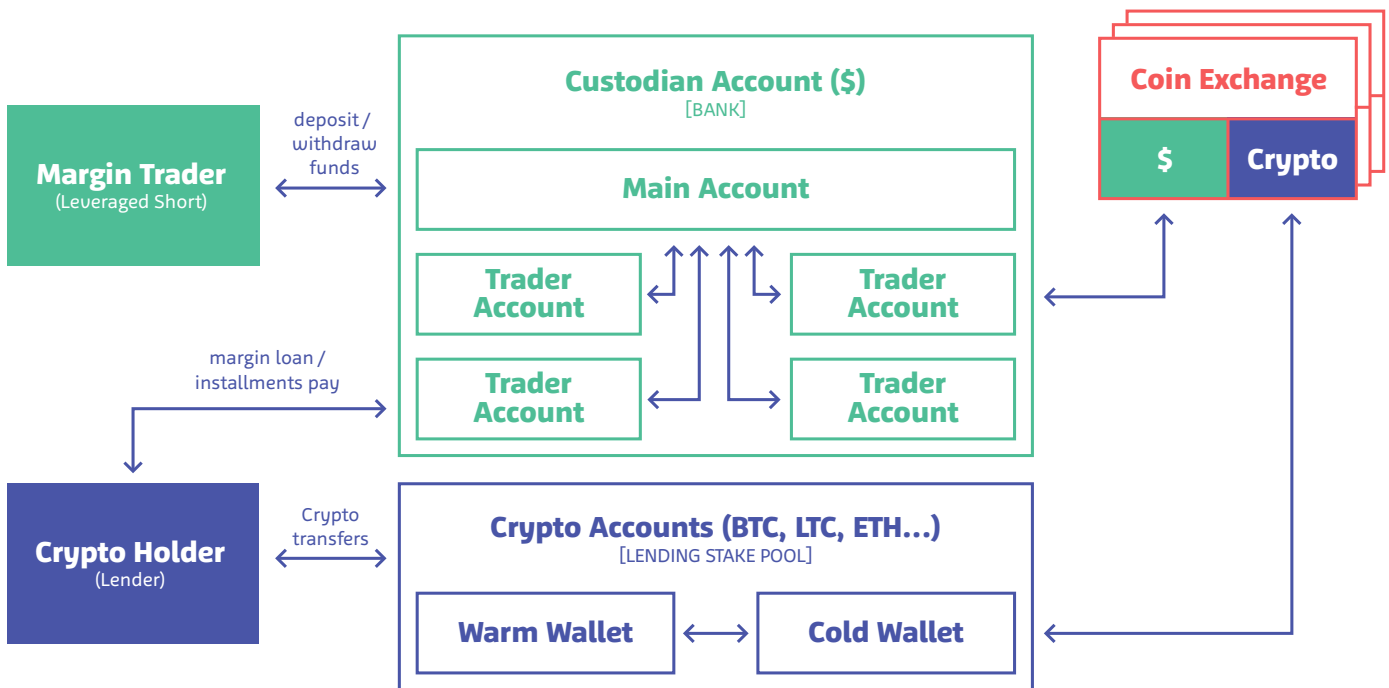 Custodian Account ($)
[BANK]
Coin Exchange
$
Crypto
deposit /
withdraw
funds
Margin Trader
(Leveraged Short)
Main Account
Trader
Account
Trader
Account
margin loan /
installments pay
Trader
Account
Trader
Account
Crypto
transfers
Crypto Holder
(Lender)
Crypto Accounts (BTC, LTC, ETH...)
[LENDING STAKE POOL]
Warm Wallet
Cold Wallet